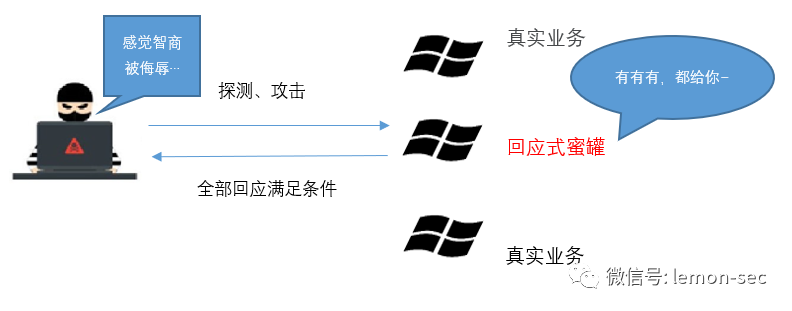 感觉智商
被侮辱…
真实业务
有有有，都给你~
探测、攻击
回应式蜜罐
全部回应满足条件
真实业务
微信号: lemon-sec